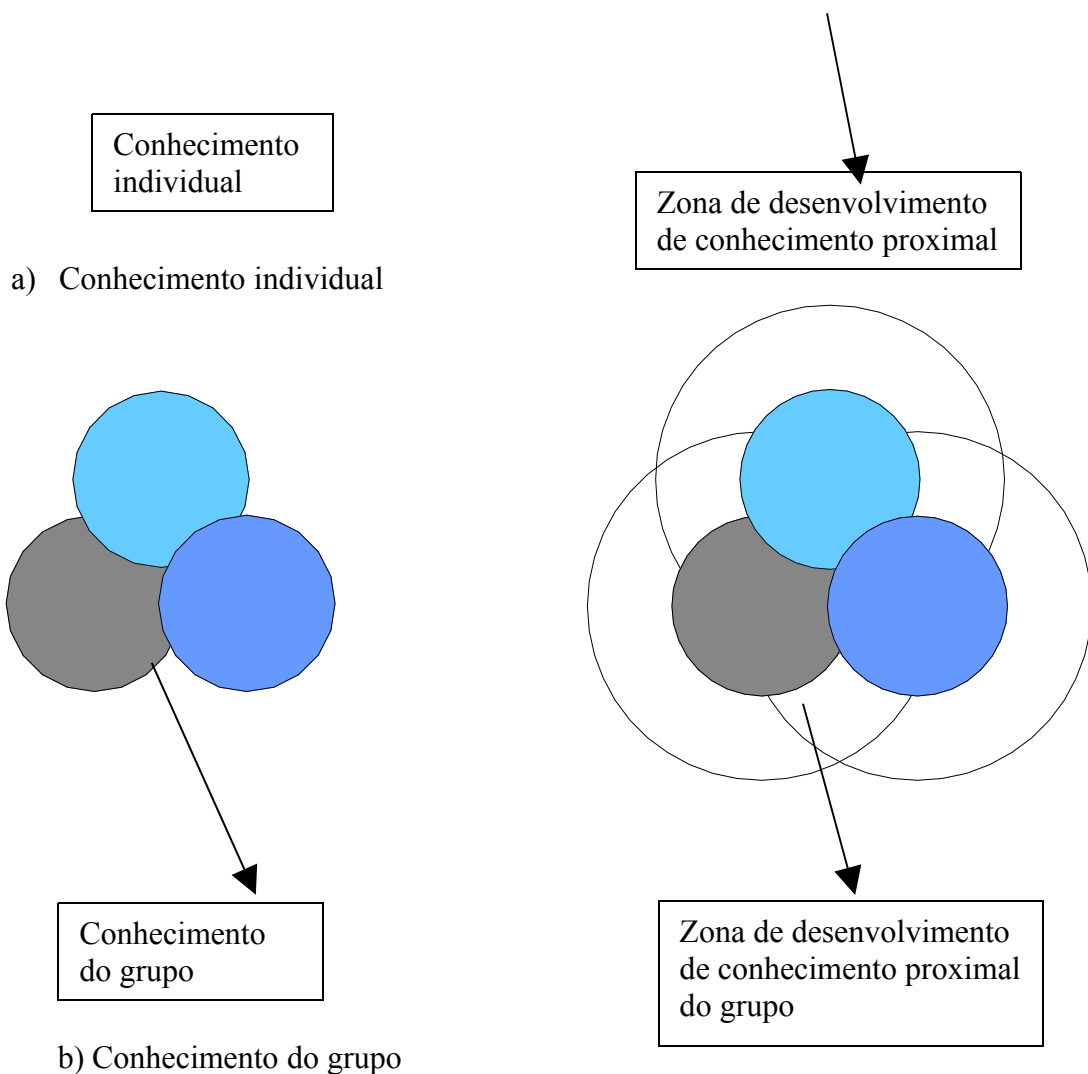 Conhecimento
individual
Zona de desenvolvimento
de conhecimento proximal
a) Conhecimento individual
Conhecimento
do grupo
Zona de desenvolvimento
de conhecimento proximal
do grupo
b) Conhecimento do grupo